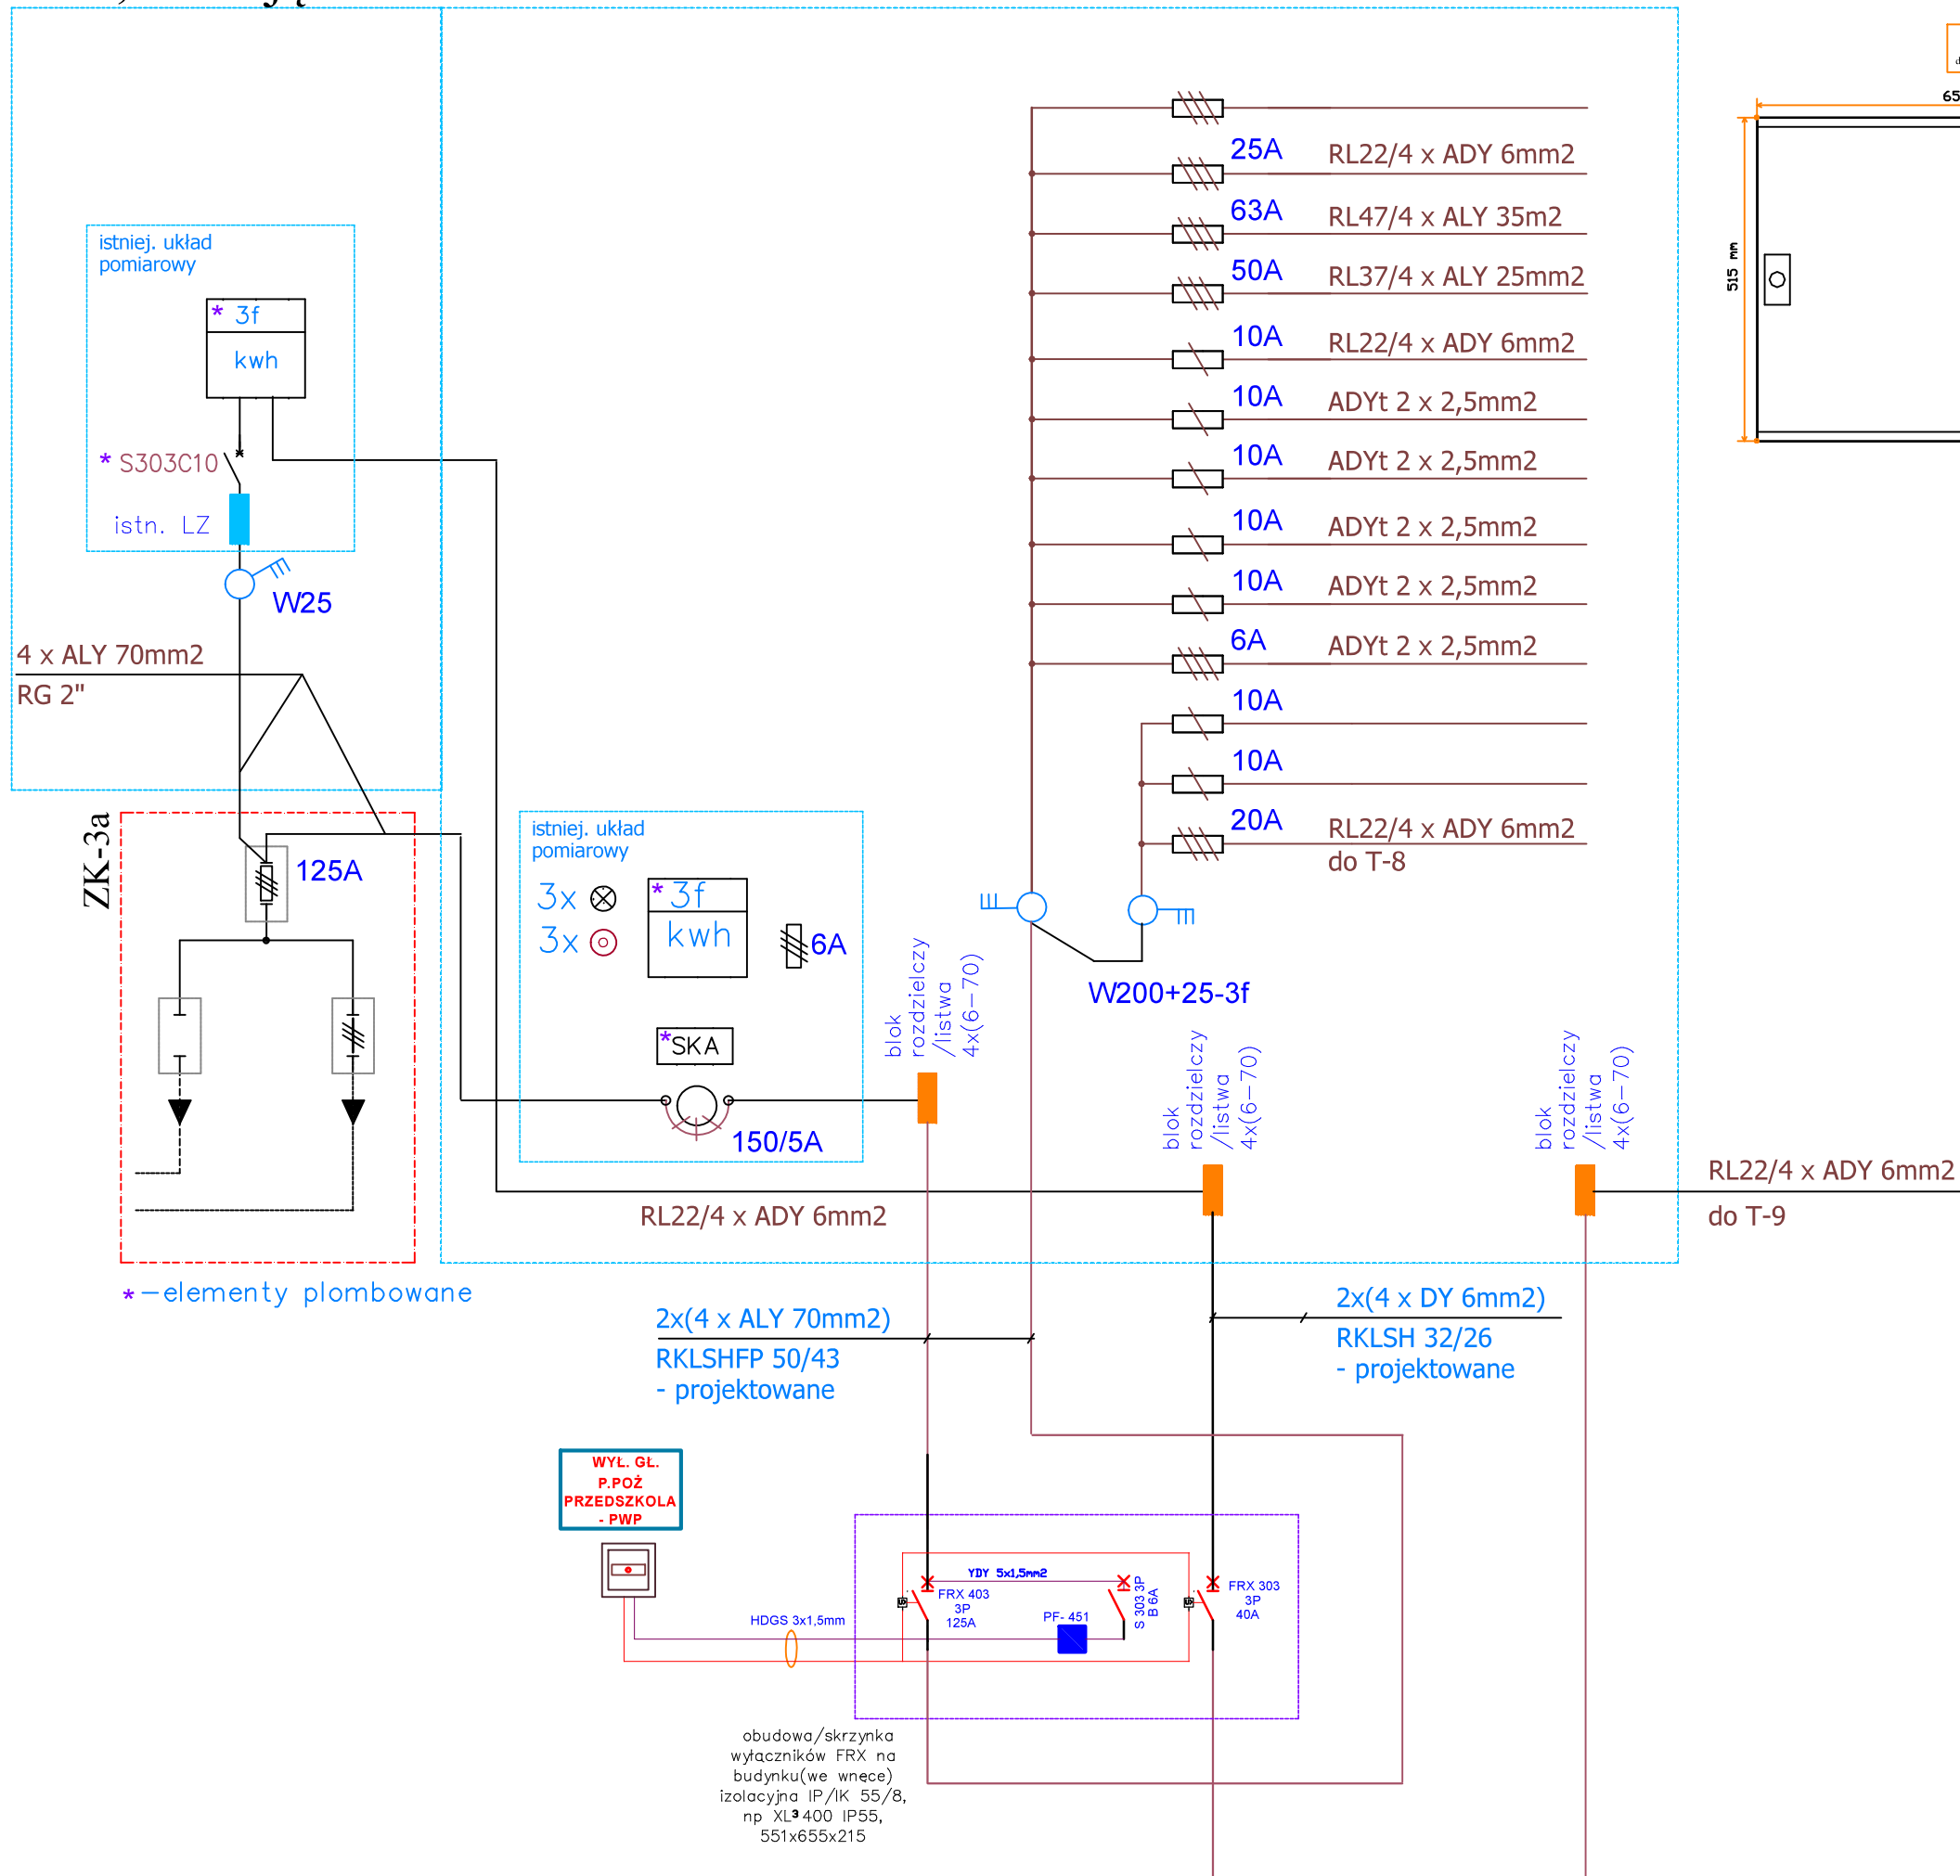 istniej. układ
pomiarowy
* 3f
kwh
* S303C10
istn. LZ
W25
4 x ALY 70mm2
RG 2"
ZK-3a
125A
*-elementy plombowane
istniej. układ
pomiarowy
3x
3x
* 3f
kwh
6A
*SKA
150/5A
25A
RL22/4 x ADY 6mm2
63A
RL47/4 x ALY 35m2
50A
RL37/4 x ALY 25mm2
10A
RL22/4 x ADY 6mm2
10A
ADYt 2 x 2,5mm2
10A
ADYt 2 x 2,5mm2
10A
ADYt 2 x 2,5mm2
10A
ADYt 2 x 2,5mm2
6A
ADYt 2 x 2,5mm2
10A
10A
20A
RL22/4 x ADY 6mm2
do T-8
W200+25-3f
blok
rozdzielczy
/listwa
4x(6-70)
blok
rozdzielczy
/listwa
4x(6-70)
blok
rozdzielczy
/listwa
4x(6-70)
RL22/4 x ADY 6mm2
RL22/4 x ADY 6mm2
do T-9
65
515 mm
2x(4 x ALY 70mm2)
RKLSHFP 50/43
- projektowane
2x(4 x DY 6mm2)
RKLSH 32/26
- projektowane
WYŁ. GŁ.
P.POŻ
PRZEDSZKOLA
- PWP
HDGS 3x1,5mm
YDY 5x1,5mm2
FRX 403
3P
125A
PF- 451
S 303 3P
B 6A
FRX 303
3P
40A
obudowa/skrzynka
wyłączników FRX na
budynku(we wnęce)
izolacyjna IP/IK 55/8,
np XL³400 IP55,
551x655x215